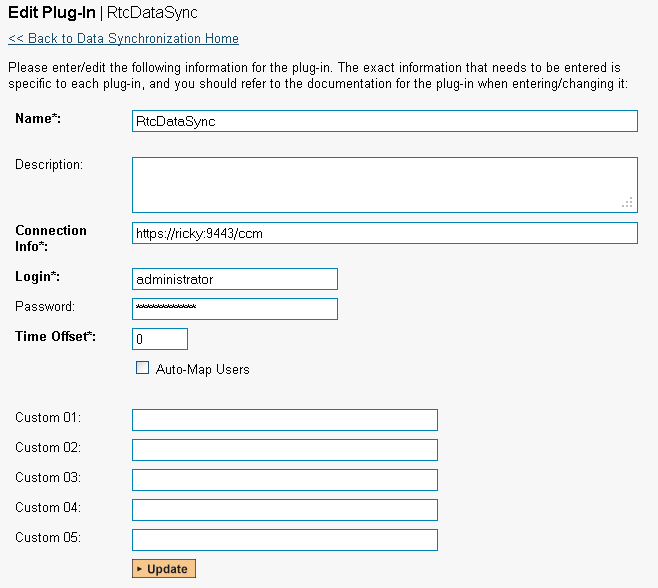 Edit Plug-In | RtcDataSync
<< Back to Data Synchronization Home
Please enter/edit the following information for the plug-in. The exact information that needs to be entered is
specific to each plug-in, and you should refer to the documentation for the plug-in when entering/changing it:
Name*: RtcDataSync
Description:
Connection
Info*: https://ricky:9443/ccm
Login*: administrator
Password: *************
Time Offset*: 0
Auto-Map Users
Custom 01:
Custom 02:
Custom 03:
Custom 04:
Custom 05:
Update